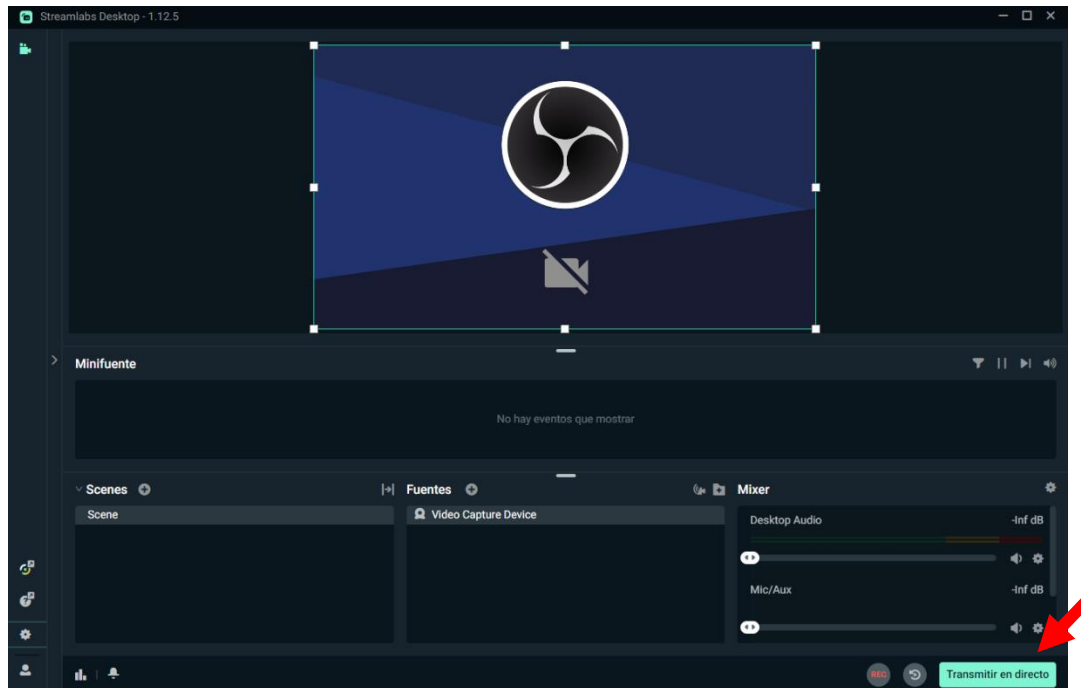 Streamlabs Desktop - 1.12.5
Minifuente
No hay eventos que mostrar
Scenes
Fuentes
Mixer
Scene
Video Capture Device
Desktop Audio
-Inf dB
Mic/Aux
-Inf dB
REC
Transmitir en directo